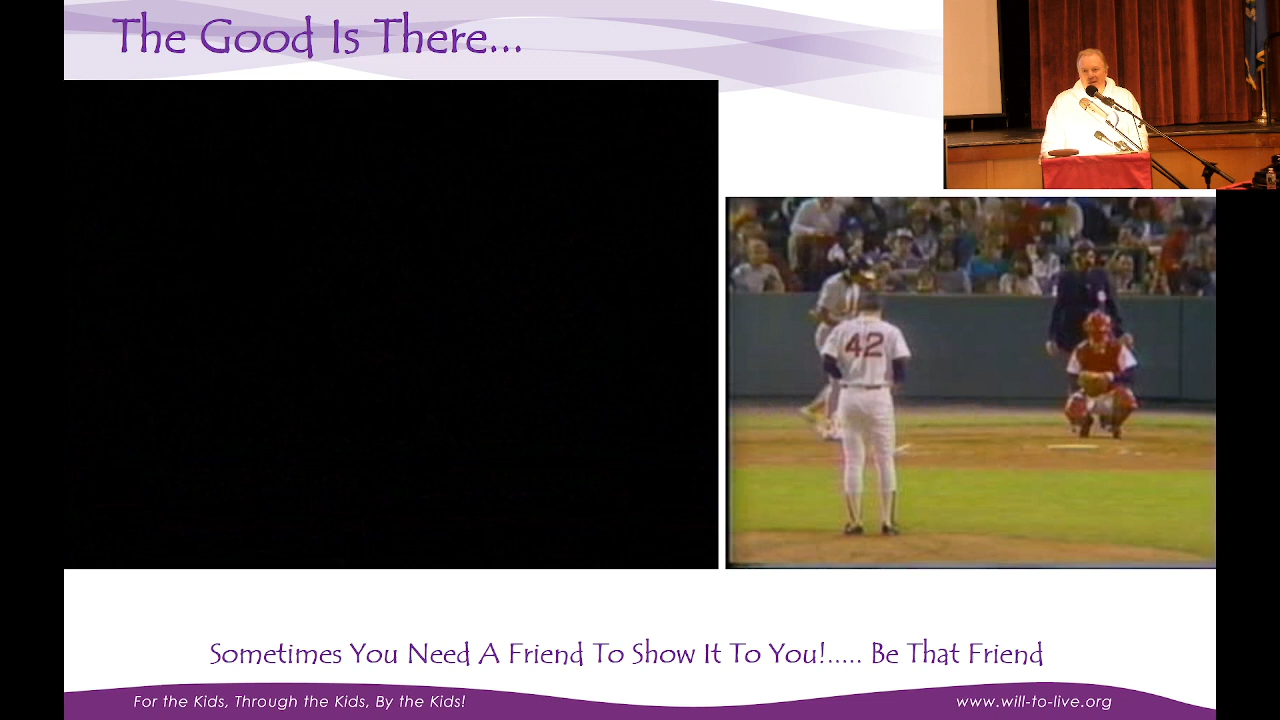 The Good Is There...
42
Sometimes You Need A Friend To Show It To You!..... Be That Friend
For the Kids, Through the Kids, By the Kids!
www.will-to-live.org